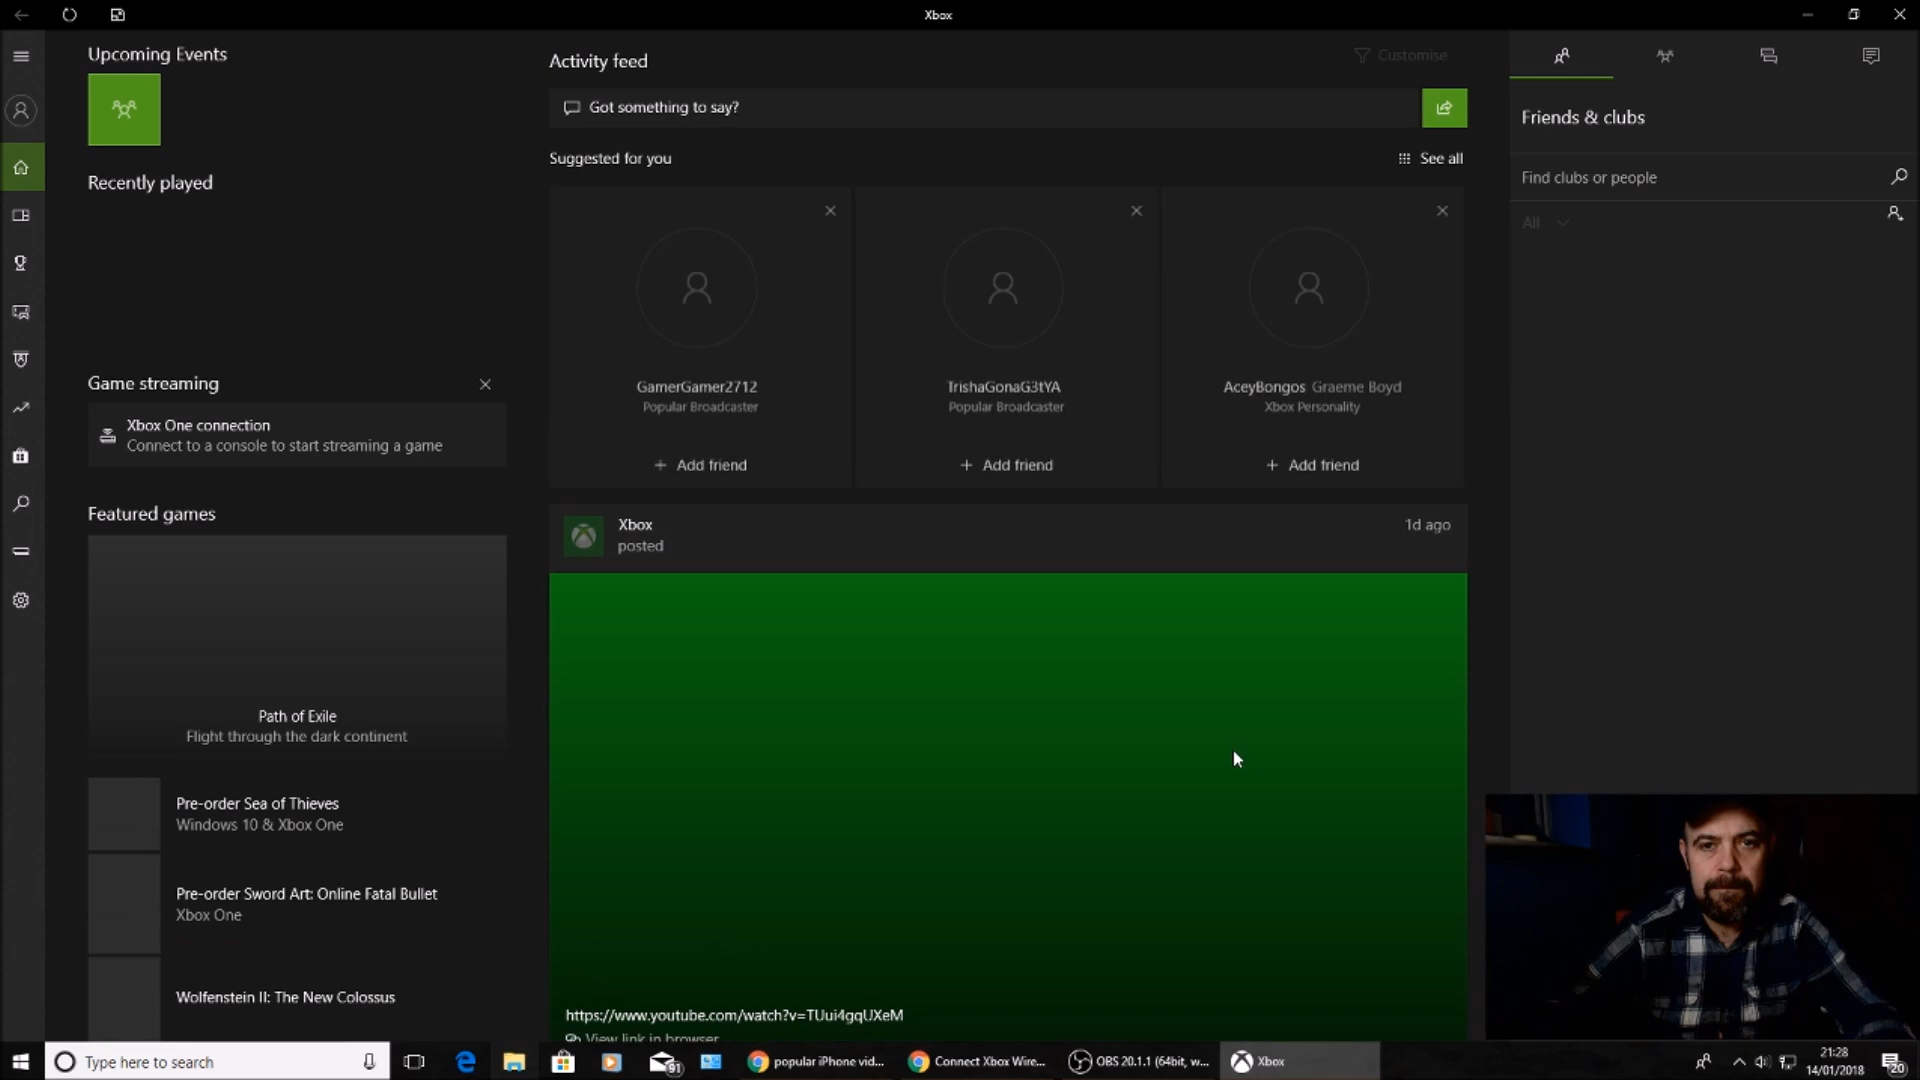 Xbox
Upcoming Events
Recently played
Game streaming
Xbox One connection
Connect to a console to start streaming a game
Featured games
Path of Exile
Flight through the dark continent
Pre-order Sea of Thieves
Windows 10 & Xbox One
Pre-order Sword Art: Online Fatal Bullet
Xbox One
Wolfenstein II: The New Colossus
Activity feed
Customise
Got something to say?
Suggested for you
See all
GamerGamer2712
Popular Broadcaster
Add friend
TrishaGonaG3tYA
Popular Broadcaster
Add friend
AceyBongos Graeme Boyd
Xbox Personality
Add friend
Xbox
posted
1d ago
https://www.youtube.com/watch?v=TUui4gqUXeM
View link in browser
Friends & clubs
Find clubs or people
All
Type here to search
91
popular iPhone vid...
Connect Xbox Wire...
OBS 20.1.1 (64bit, w...
Xbox
21:28
14/01/2018
20